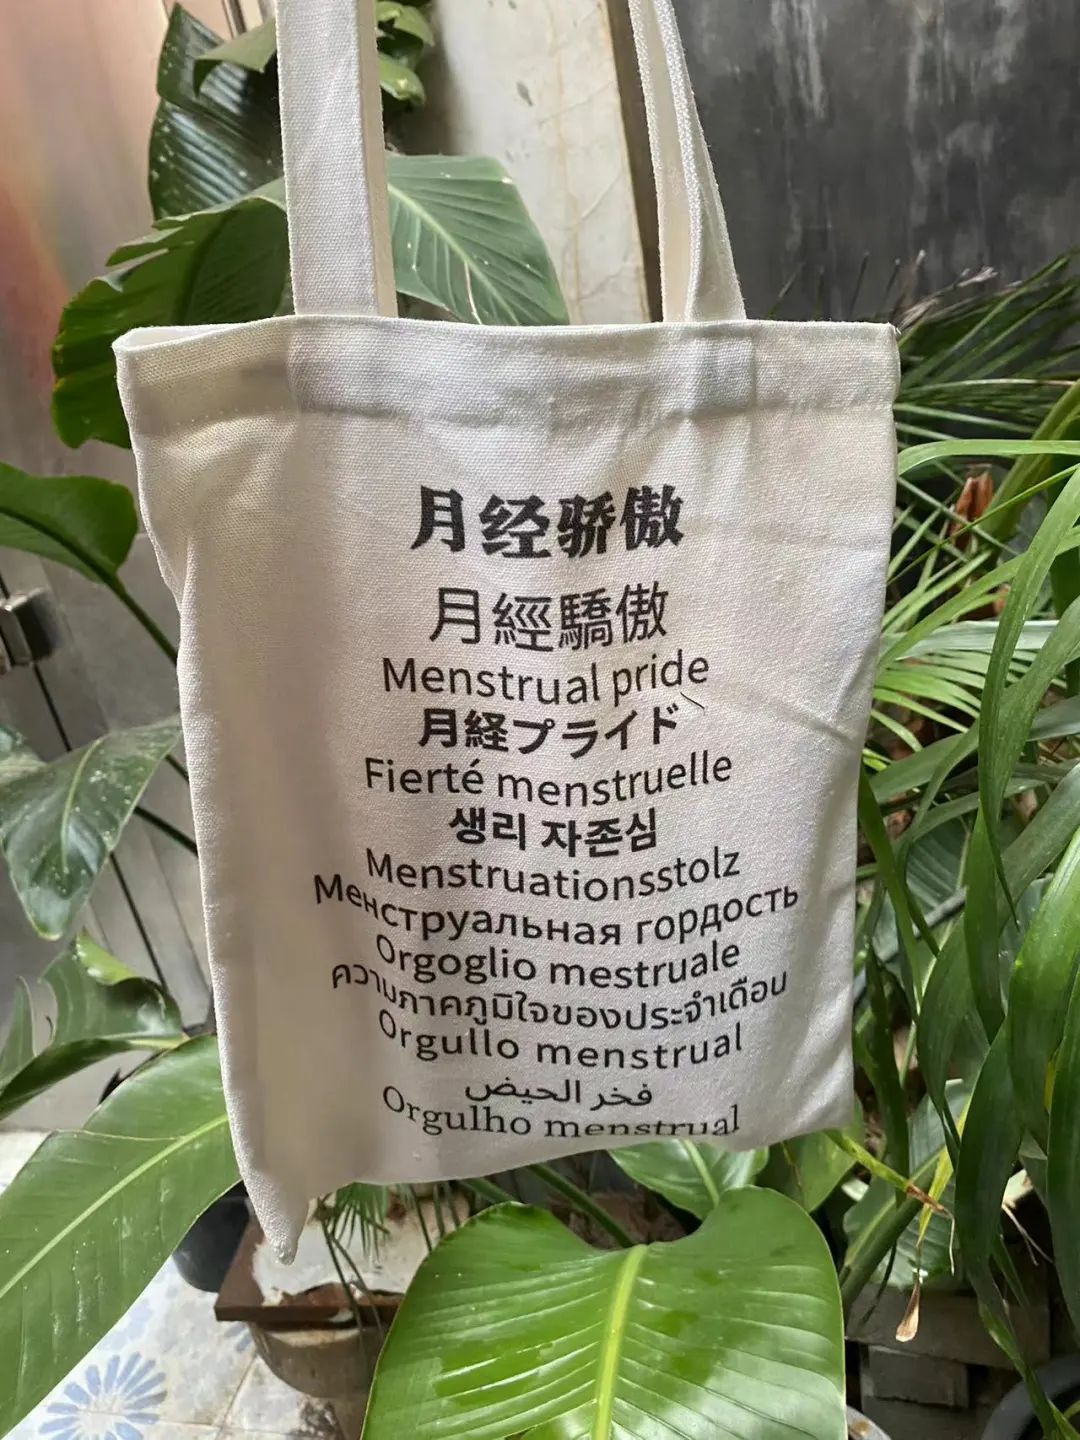 月经骄傲
月經驕傲
Menstrual pride
月経プライド
Fierté menstruelle
생리 자존심
Menstruationsstolz
Менструальная гордость
Orgoglio mestruale
ความภาคภูมิใจของประจำเดือน
Orgullo menstrual
فخر الحيض
Orgulho menstrual